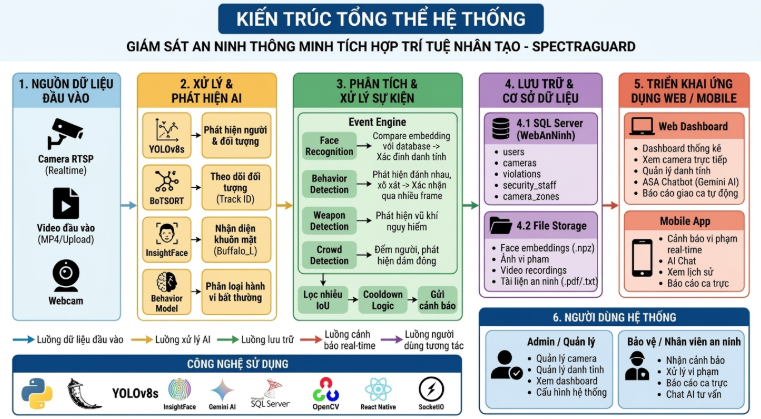 KIẾN TRÚC TỔNG THỂ HỆ THỐNG
GIÁM SÁT AN NINH THÔNG MINH TÍCH HỢP TRÍ TUỆ NHÂN TẠO - SPECTRAGUARD
1. NGUỒN DỮ LIỆU
ĐẦU VÀO
Camera RTSP
(Realtime)
Video đầu vào
(MP4/Upload)
Webcam
2. XỬ LÝ &
PHÁT HIỆN AI
YOLOv8s
Phát hiện người
& đối tượng
BoTSORT
Theo dõi đối
tượng
(Track ID)
InsightFace
Nhận diện
khuôn mặt
(Buffalo_L)
Behavior
Model
Phân loại hành
vi bất thường
3. PHÂN TÍCH &
XỬ LÝ SỰ KIỆN
Event Engine
Face
Recognition
Compare embedding
với database ->
Xác định danh tính
Behavior
Detection
Phát hiện đánh nhau,
xô xát -> Xác nhận
qua nhiều frame
Weapon
Detection
Phát hiện vũ khí
nguy hiểm
Crowd
Detection
Đếm người, phát
hiện đám đông
Lọc nhiễu
IoU
Cooldown
Logic
Gửi
cảnh báo
4. LƯU TRỮ &
CƠ SỞ DỮ LIỆU
4.1 SQL Server
(WebAnNinh)
• users
• cameras
• violations
• security_staff
• camera_zones
4.2 File Storage
• Face embeddings (.npz)
• Ảnh vi phạm
• Video recordings
• Tài liệu an ninh (.pdf/.txt)
5. TRIỂN KHAI ỨNG
DỤNG WEB / MOBILE
Web Dashboard
• Dashboard thống kê
• Xem camera trực tiếp
• Quản lý danh tính
• ASA Chatbot (Gemini AI)
• Báo cáo giao ca tự động
Mobile App
• Cảnh báo vi phạm
real-time
• AI Chat
• Xem lịch sử
• Báo cáo ca trực
Luồng dữ liệu đầu vào
Luồng xử lý AI
Luồng lưu trữ
Luồng cảnh
báo real-time
Luồng người
dùng tương tác
CÔNG NGHỆ SỬ DỤNG
YOLOv8s
InsightFace
Gemini AI
Microsoft
SQL Server
OpenCV
React Native
SocketIO
6. NGƯỜI DÙNG HỆ THỐNG
Admin / Quản lý
• Quản lý camera
• Quản lý danh tính
• Xem dashboard
• Cấu hình hệ thống
Bảo vệ / Nhân viên an ninh
• Nhận cảnh báo
• Xử lý vi phạm
• Báo cáo ca trực
• Chat AI tư vấn